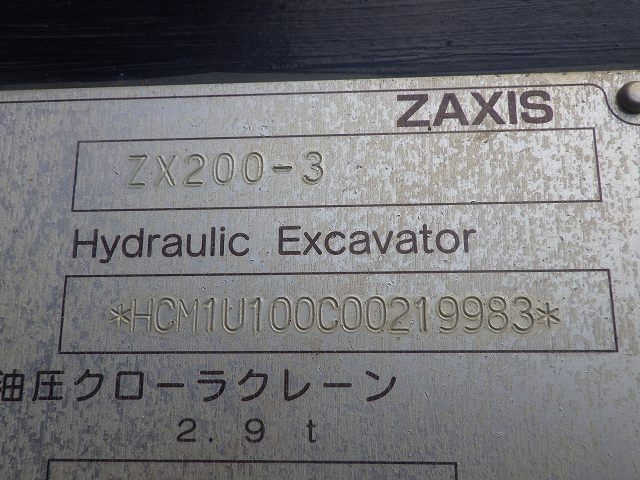 ZAXIS
ZX200-3
Hydraulic Excavator
*HCM1U100C00219983*
油圧クローラクレーン
2.9 t